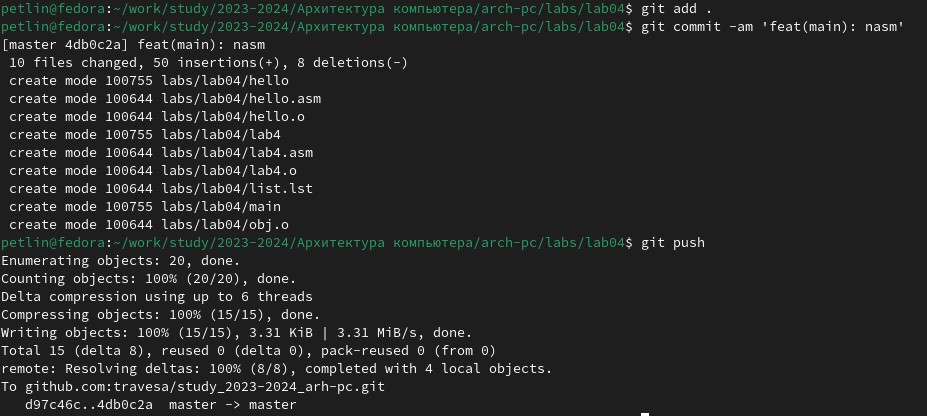 petlin@fedora:~/work/study/2023-2024/Архитектура компьютера/arch-pc/labs/lab04$ git add .
petlin@fedora:~/work/study/2023-2024/Архитектура компьютера/arch-pc/labs/lab04$ git commit -am 'feat(main): nasm'
[master 4db0c2a] feat(main): nasm
 10 files changed, 50 insertions(+), 8 deletions(-)
 create mode 100755 labs/lab04/hello
 create mode 100644 labs/lab04/hello.asm
 create mode 100644 labs/lab04/hello.o
 create mode 100755 labs/lab04/lab4
 create mode 100644 labs/lab04/lab4.asm
 create mode 100644 labs/lab04/lab4.o
 create mode 100644 labs/lab04/list.lst
 create mode 100755 labs/lab04/main
 create mode 100644 labs/lab04/obj.o
petlin@fedora:~/work/study/2023-2024/Архитектура компьютера/arch-pc/labs/lab04$ git push
Enumerating objects: 20, done.
Counting objects: 100% (20/20), done.
Delta compression using up to 6 threads
Compressing objects: 100% (15/15), done.
Writing objects: 100% (15/15), 3.31 KiB | 3.31 MiB/s, done.
Total 15 (delta 8), reused 0 (delta 0), pack-reused 0 (from 0)
remote: Resolving deltas: 100% (8/8), completed with 4 local objects.
To github.com:travesa/study_2023-2024_arh-pc.git
   d97c46c..4db0c2a  master -> master